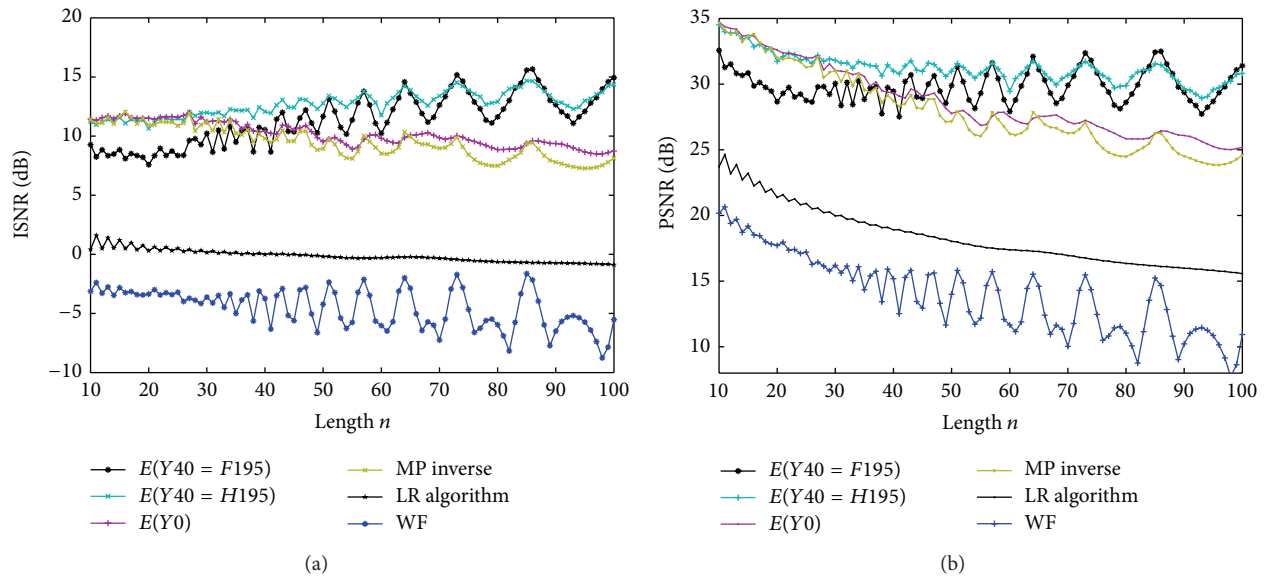 20
15
10
5
0
−5
−10
ISNR (dB)
10 20 30 40 50 60 70 80 90 100
Length n
E(Y40 = F195)
E(Y40 = H195)
E(Y0)
MP inverse
LR algorithm
WF
(a)
35
30
25
20
15
10
PSNR (dB)
10 20 30 40 50 60 70 80 90 100
Length n
E(Y40 = F195)
E(Y40 = H195)
E(Y0)
MP inverse
LR algorithm
WF
(b)